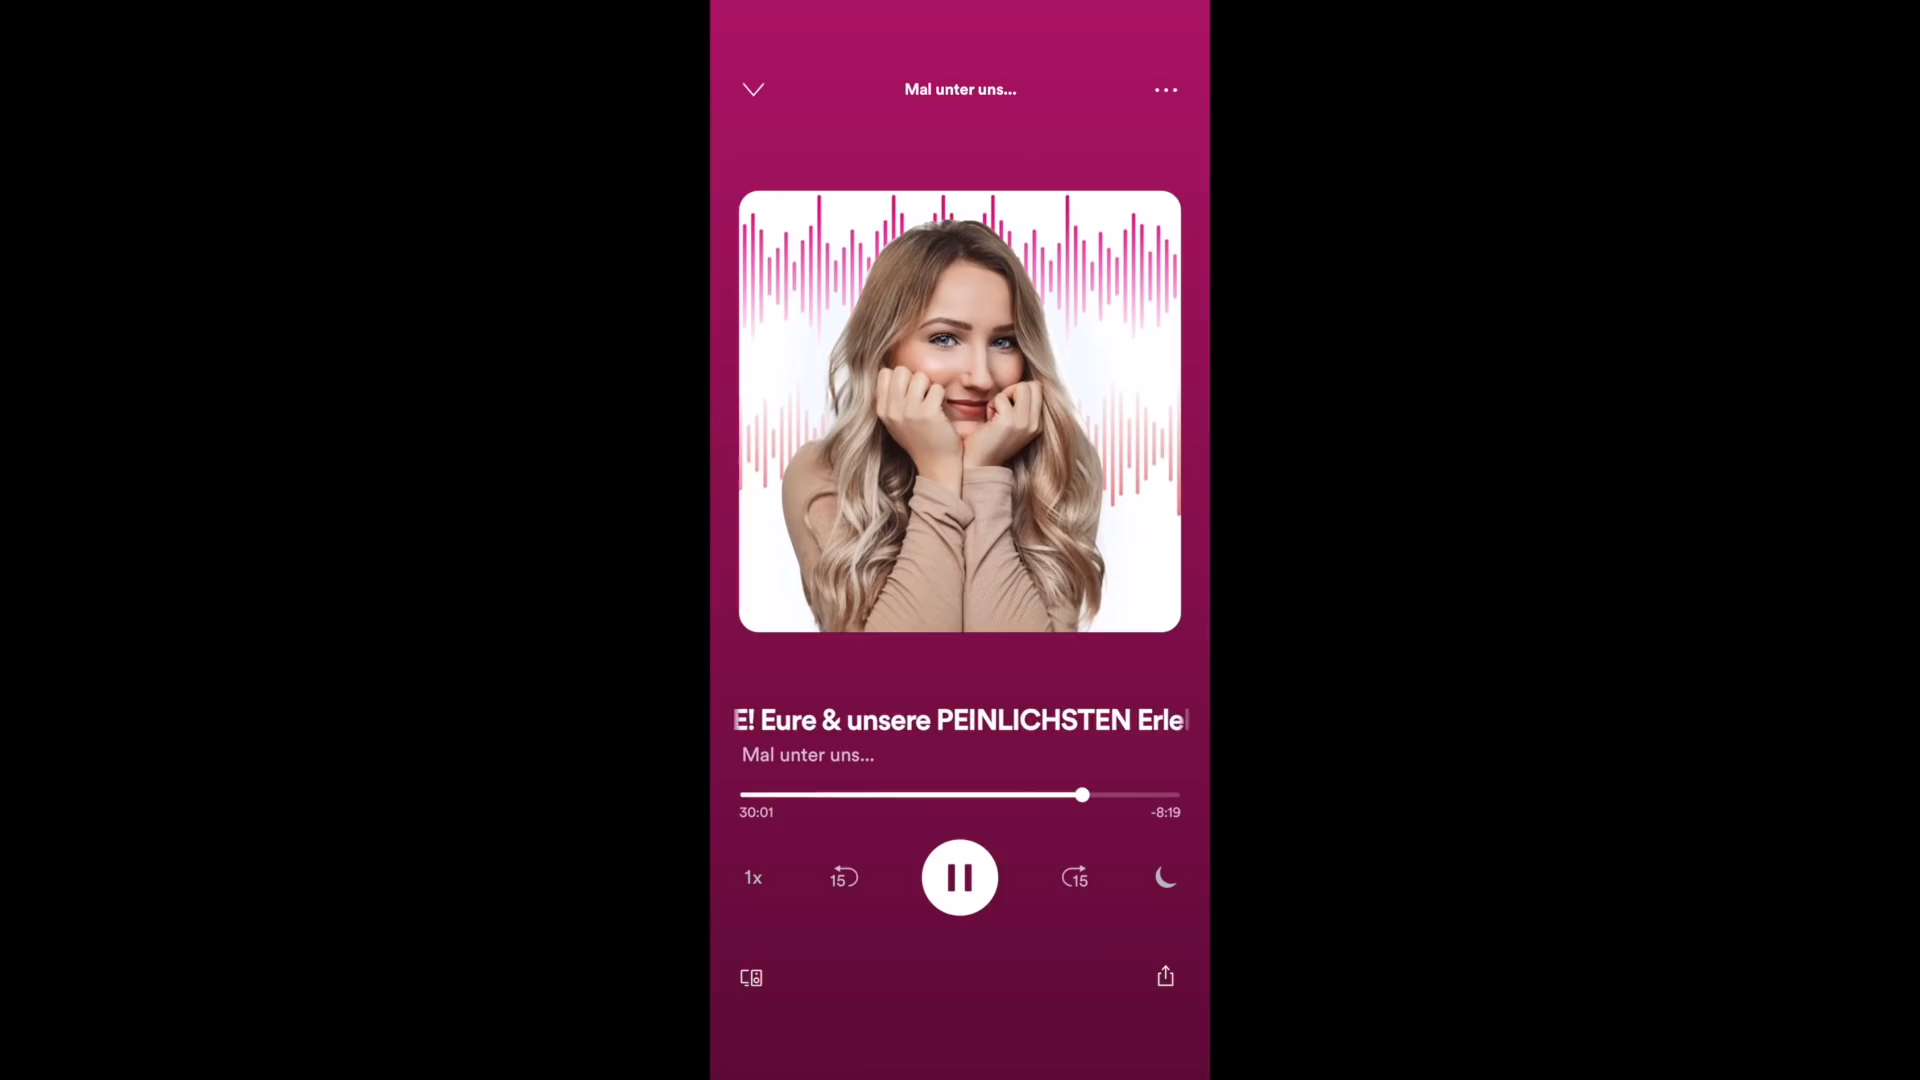 Mal unter uns...
E! Eure & unsere PEINLICHSTEN Erle
Mal unter uns...
30:01
-8:19
1x
15
15